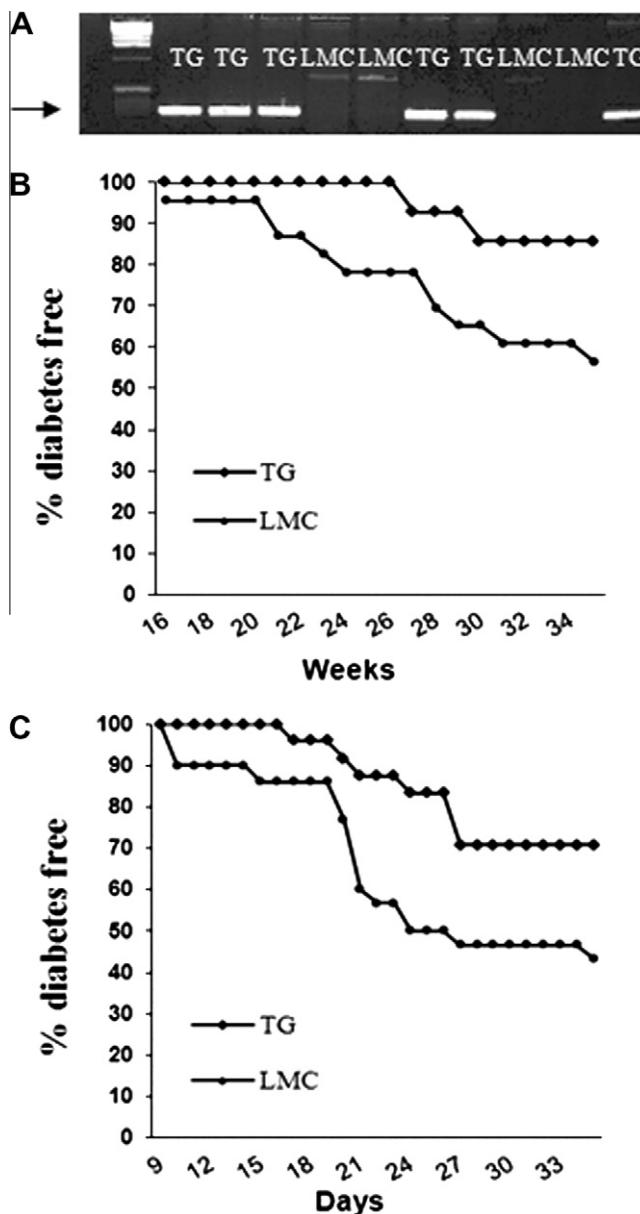 A
TG TG TG LMC LMC TG TG LMC LMC TG
B
100
90
80
70
60
50
40
30
20
10
0
% diabetes free
TG
LMC
16 18 20 22 24 26 28 30 32 34
Weeks
C
100
90
80
70
60
50
40
30
20
10
0
% diabetes free
TG
LMC
9 12 15 18 21 24 27 30 33
Days